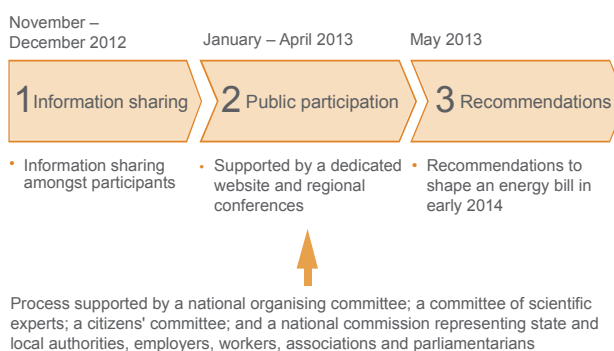 November –
December 2012
January – April 2013
May 2013
1 Information sharing
2 Public participation
3 Recommendations
• Information sharing
amongst participants
• Supported by a dedicated
website and regional
conferences
• Recommendations to
shape an energy bill in
early 2014
Process supported by a national organising committee; a committee of scientific
experts; a citizens' committee; and a national commission representing state and
local authorities, employers, workers, associations and parliamentarians